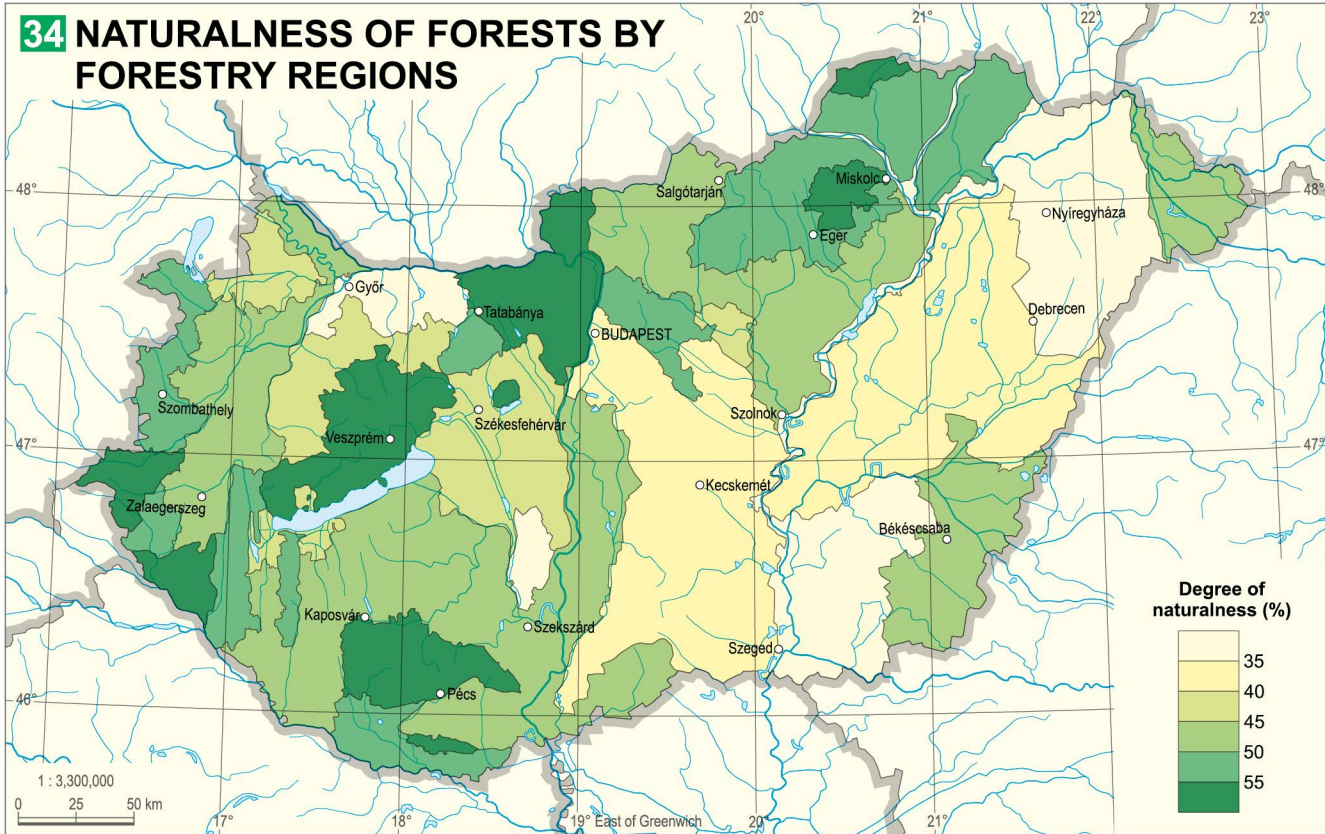 34 NATURALNESS OF FORESTS BY
FORESTRY REGIONS
20°
21°
22°
23°
48°
48°
Salgótarján
Miskolc
Nyíregyháza
Eger
Győr
Tatabánya
BUDAPEST
Debrecen
Szombathely
Székesfehérvár
Szolnok
Veszprém
47°
47°
Zalaegerszeg
Kecskemét
Békéscsaba
Kaposvár
Szekszárd
Szeged
Pécs
46°
Degree of
naturalness (%)
35
40
45
50
55
1 : 3,300,000
0 25 50 km
17°
18°
19° East of Greenwich
20°
21°